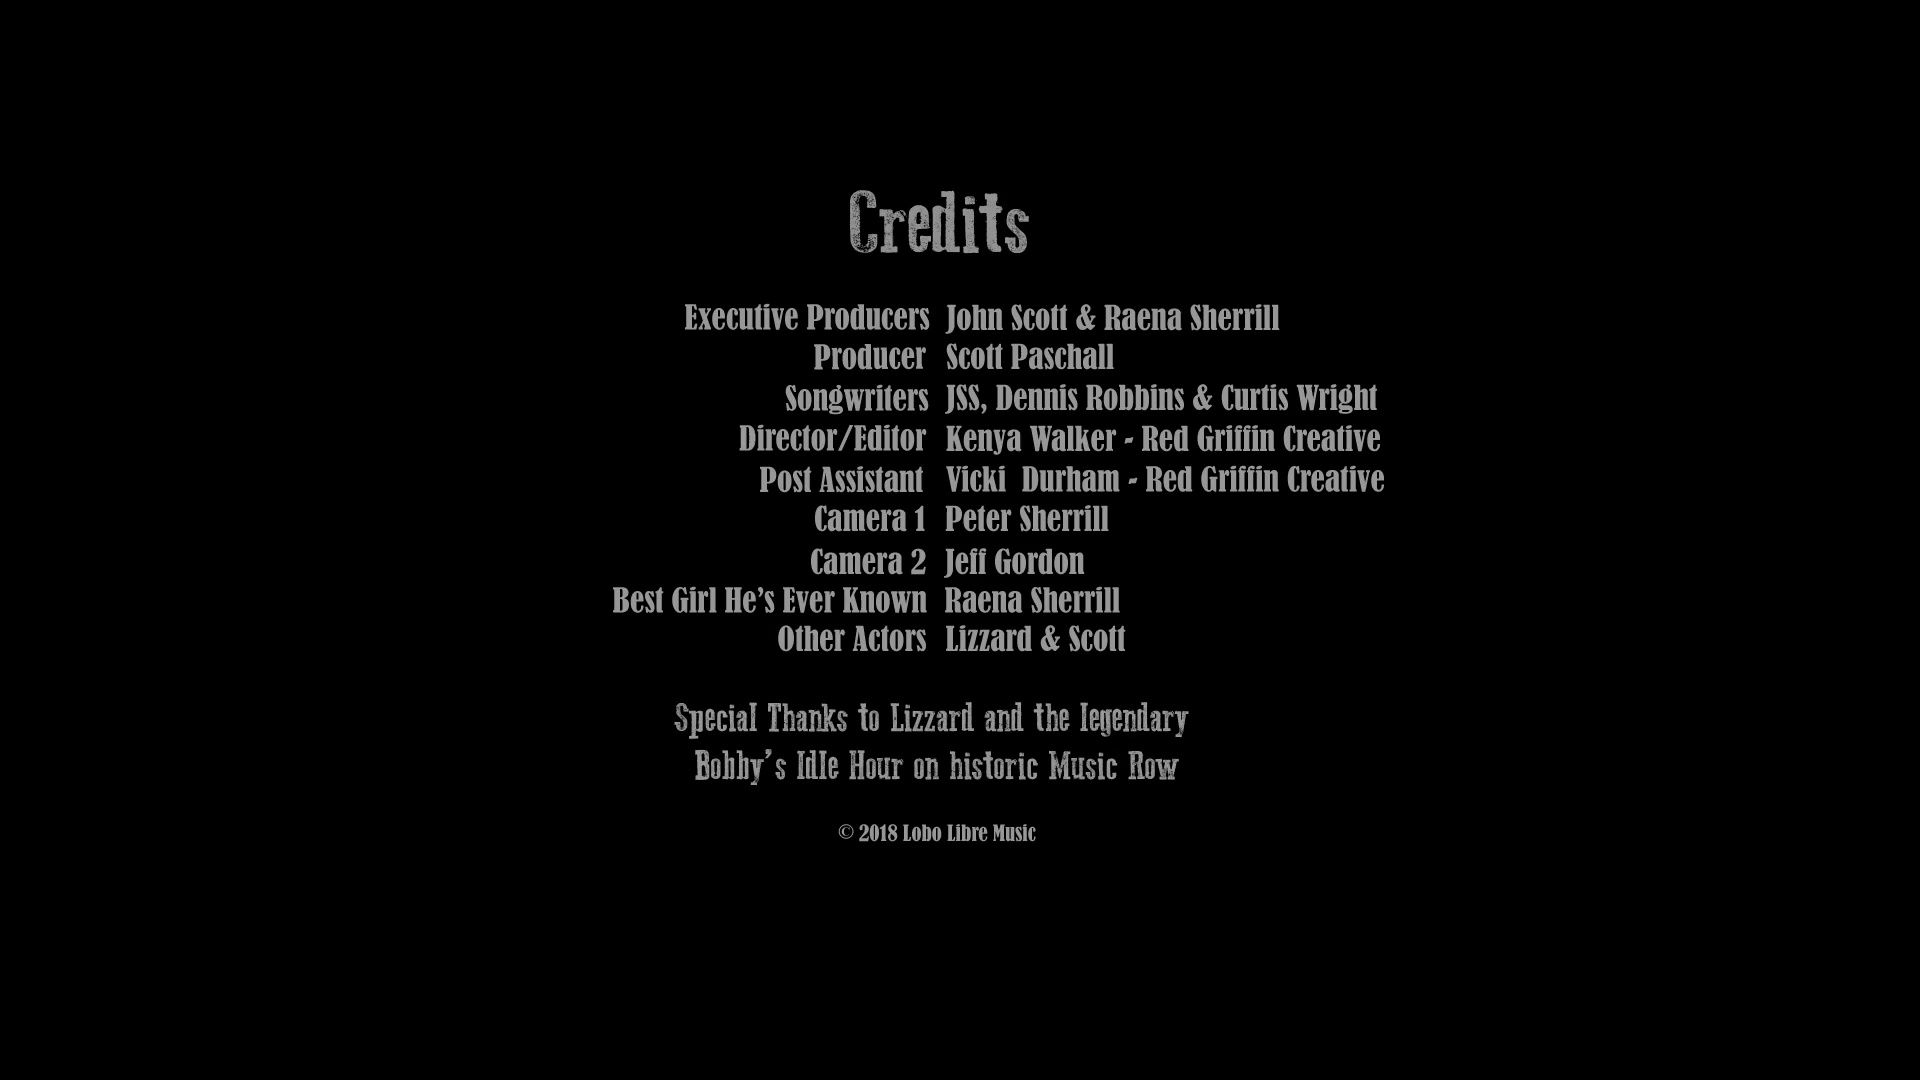 Credits
Executive Producers John Scott & Raena Sherrill
Producer Scott Paschall
Songwriters JSS, Dennis Robbins & Curtis Wright
Director/Editor Kenya Walker - Red Griffin Creative
Post Assistant Vicki Durham - Red Griffin Creative
Camera 1 Peter Sherrill
Camera 2 Jeff Gordon
Best Girl He's Ever Known Raena Sherrill
Other Actors Lizzard & Scott
Special Thanks to Lizzard and the legendary
Bobby's Idle Hour on historic Music Row
© 2018 Lobo Libre Music